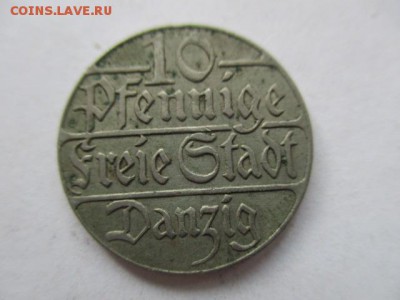 COINS.LAVE.RU
10
Pfennige
Freie Stadt
Danzig